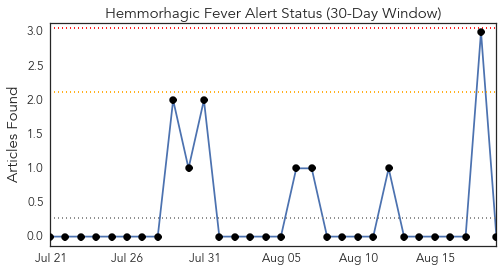 Hemmorhagic Fever Alert Status (30-Day Window)
Articles Found
3.0
2.5
2.0
1.5
1.0
0.5
0.0
Jul 21 Jul 26 Jul 31 Aug 05 Aug 10 Aug 15